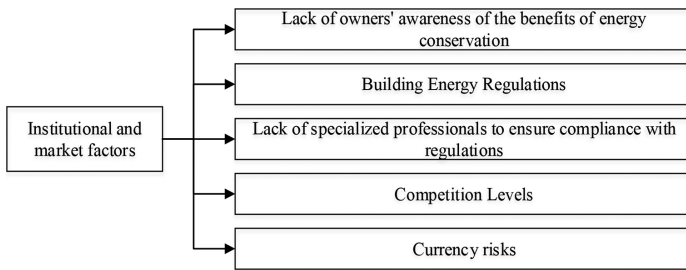 Lack of owners' awareness of the benefits of energy
conservation
Building Energy Regulations
Institutional and
market factors
Lack of specialized professionals to ensure compliance with
regulations
Competition Levels
Currency risks